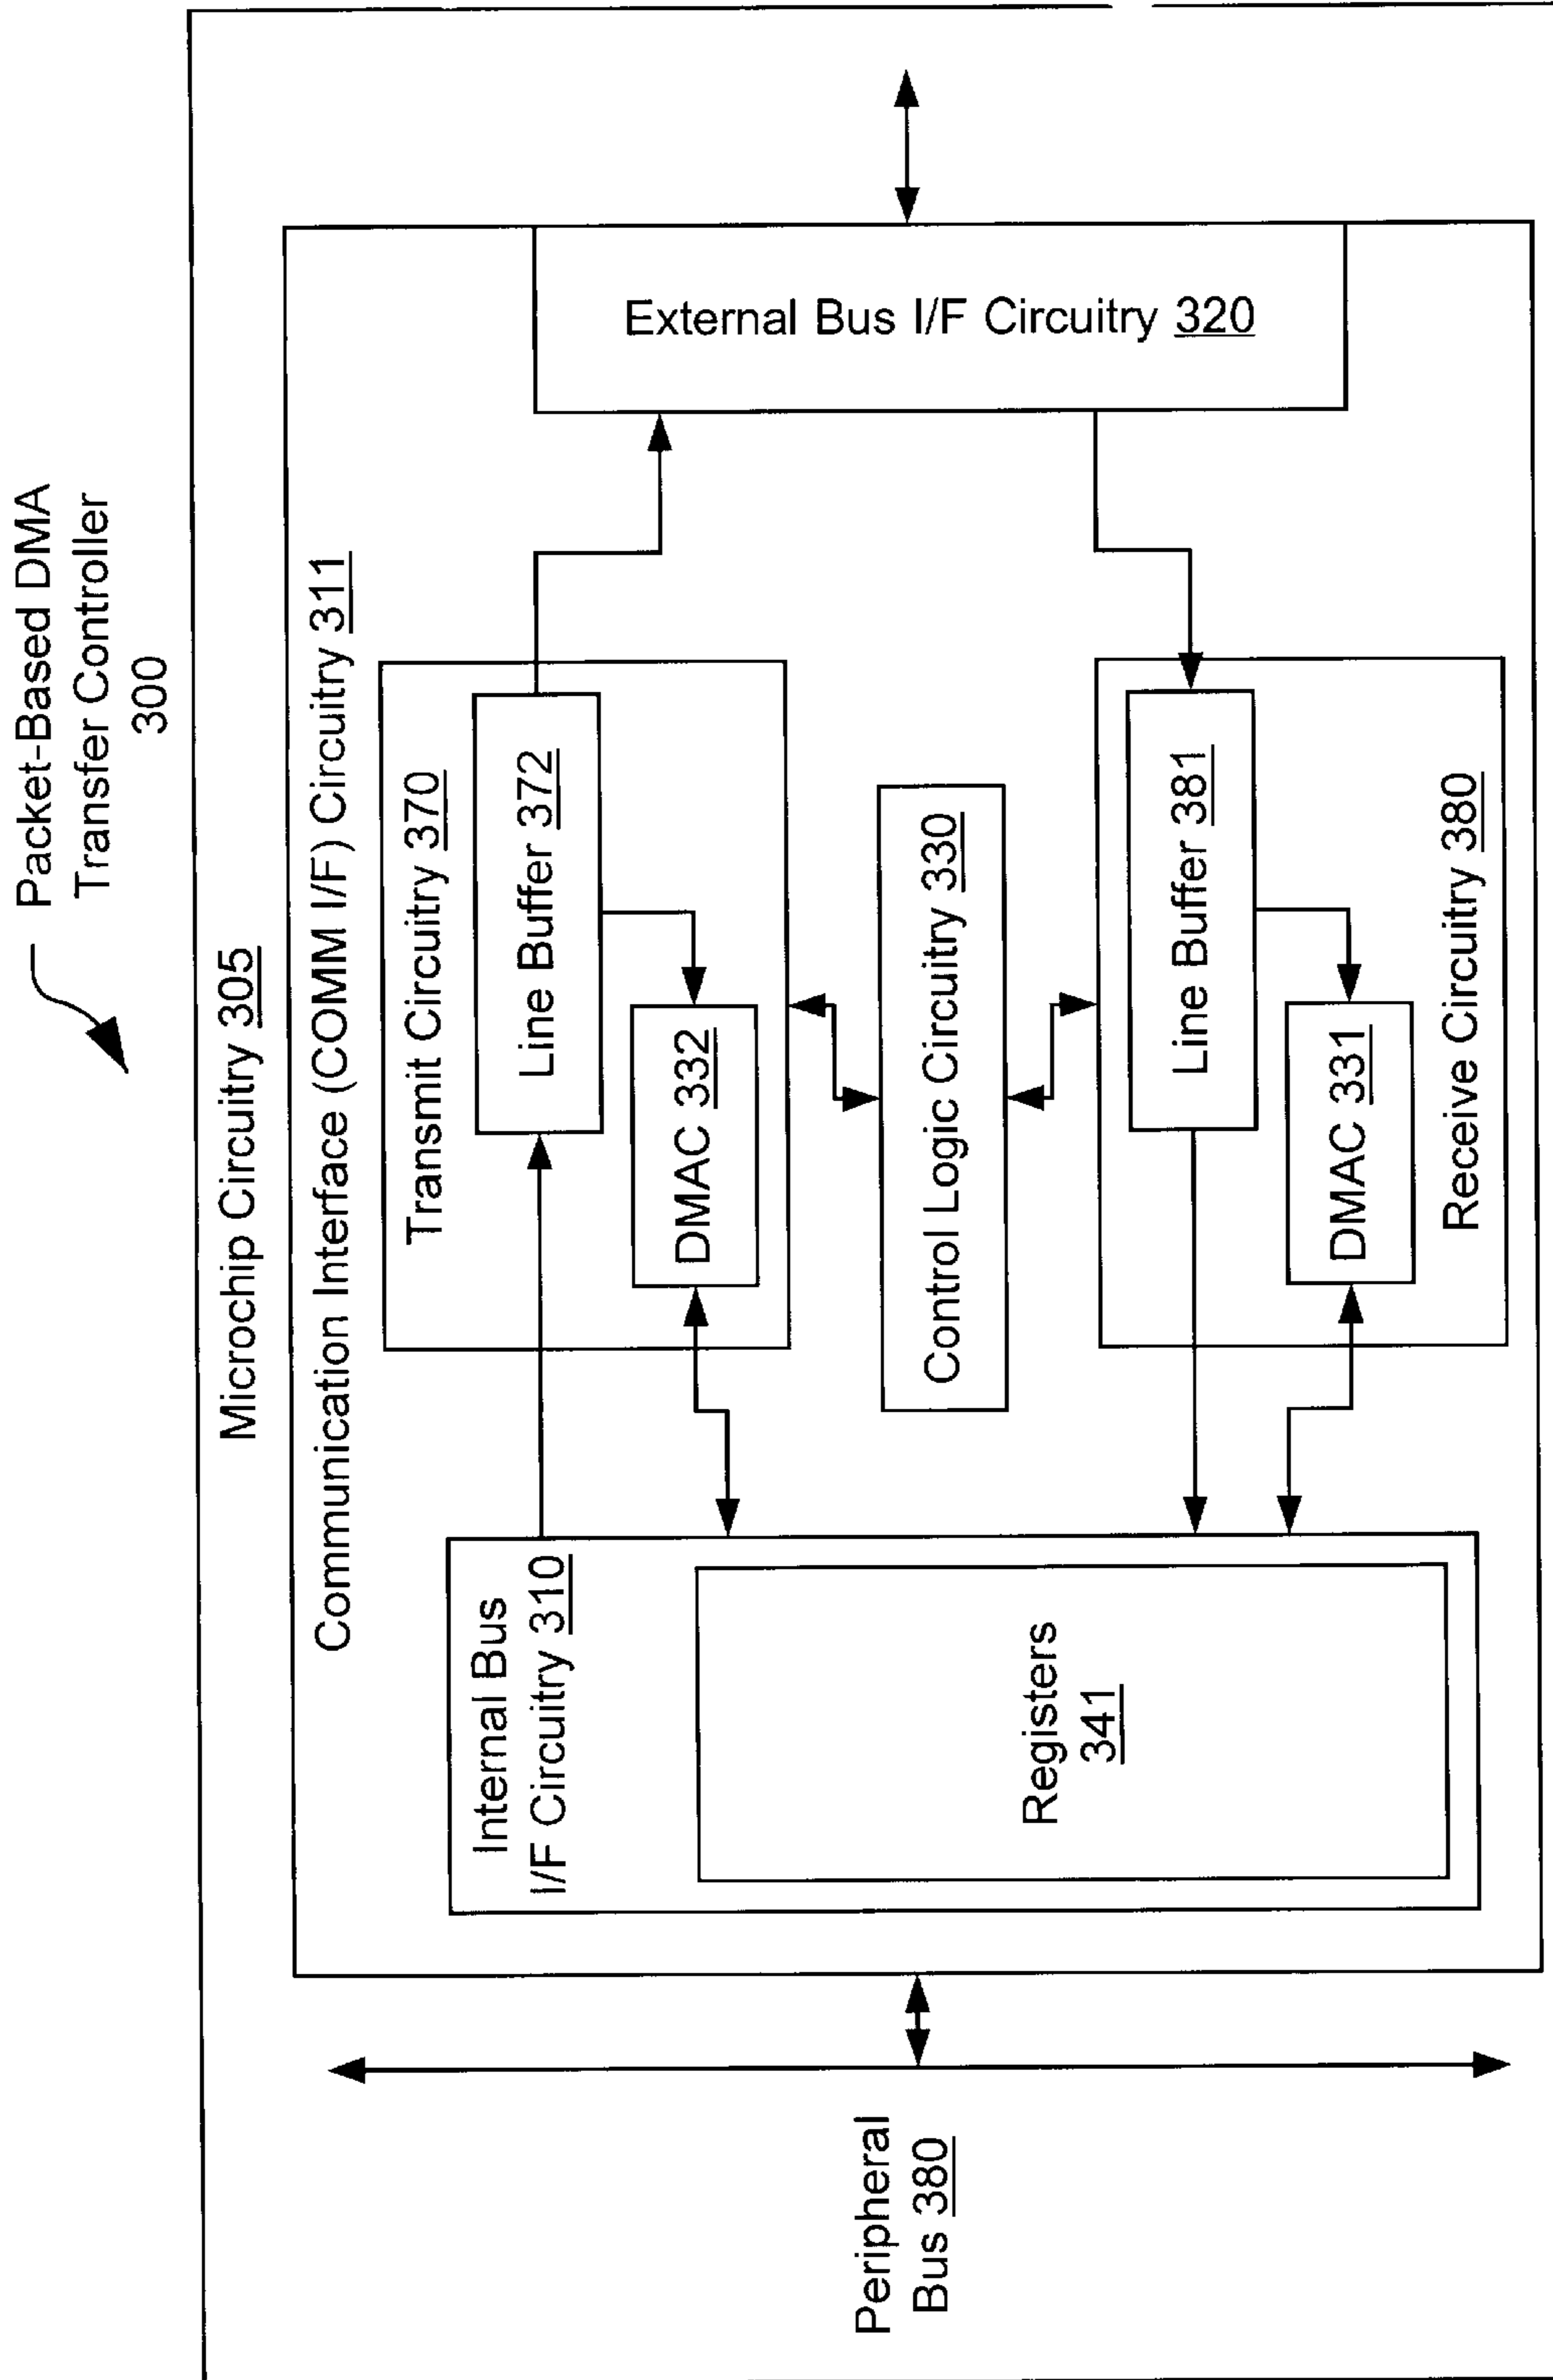 Packet-Based DMA
Transfer Controller
300
Microchip Circuitry 305
Communication Interface (COMM I/F) Circuitry 311
Internal Bus
I/F Circuitry 310
Registers
341
Transmit Circuitry 370
Line Buffer 372
DMAC 332
Control Logic Circuitry 330
Line Buffer 381
DMAC 331
Receive Circuitry 380
External Bus I/F Circuitry 320
Peripheral
Bus 380